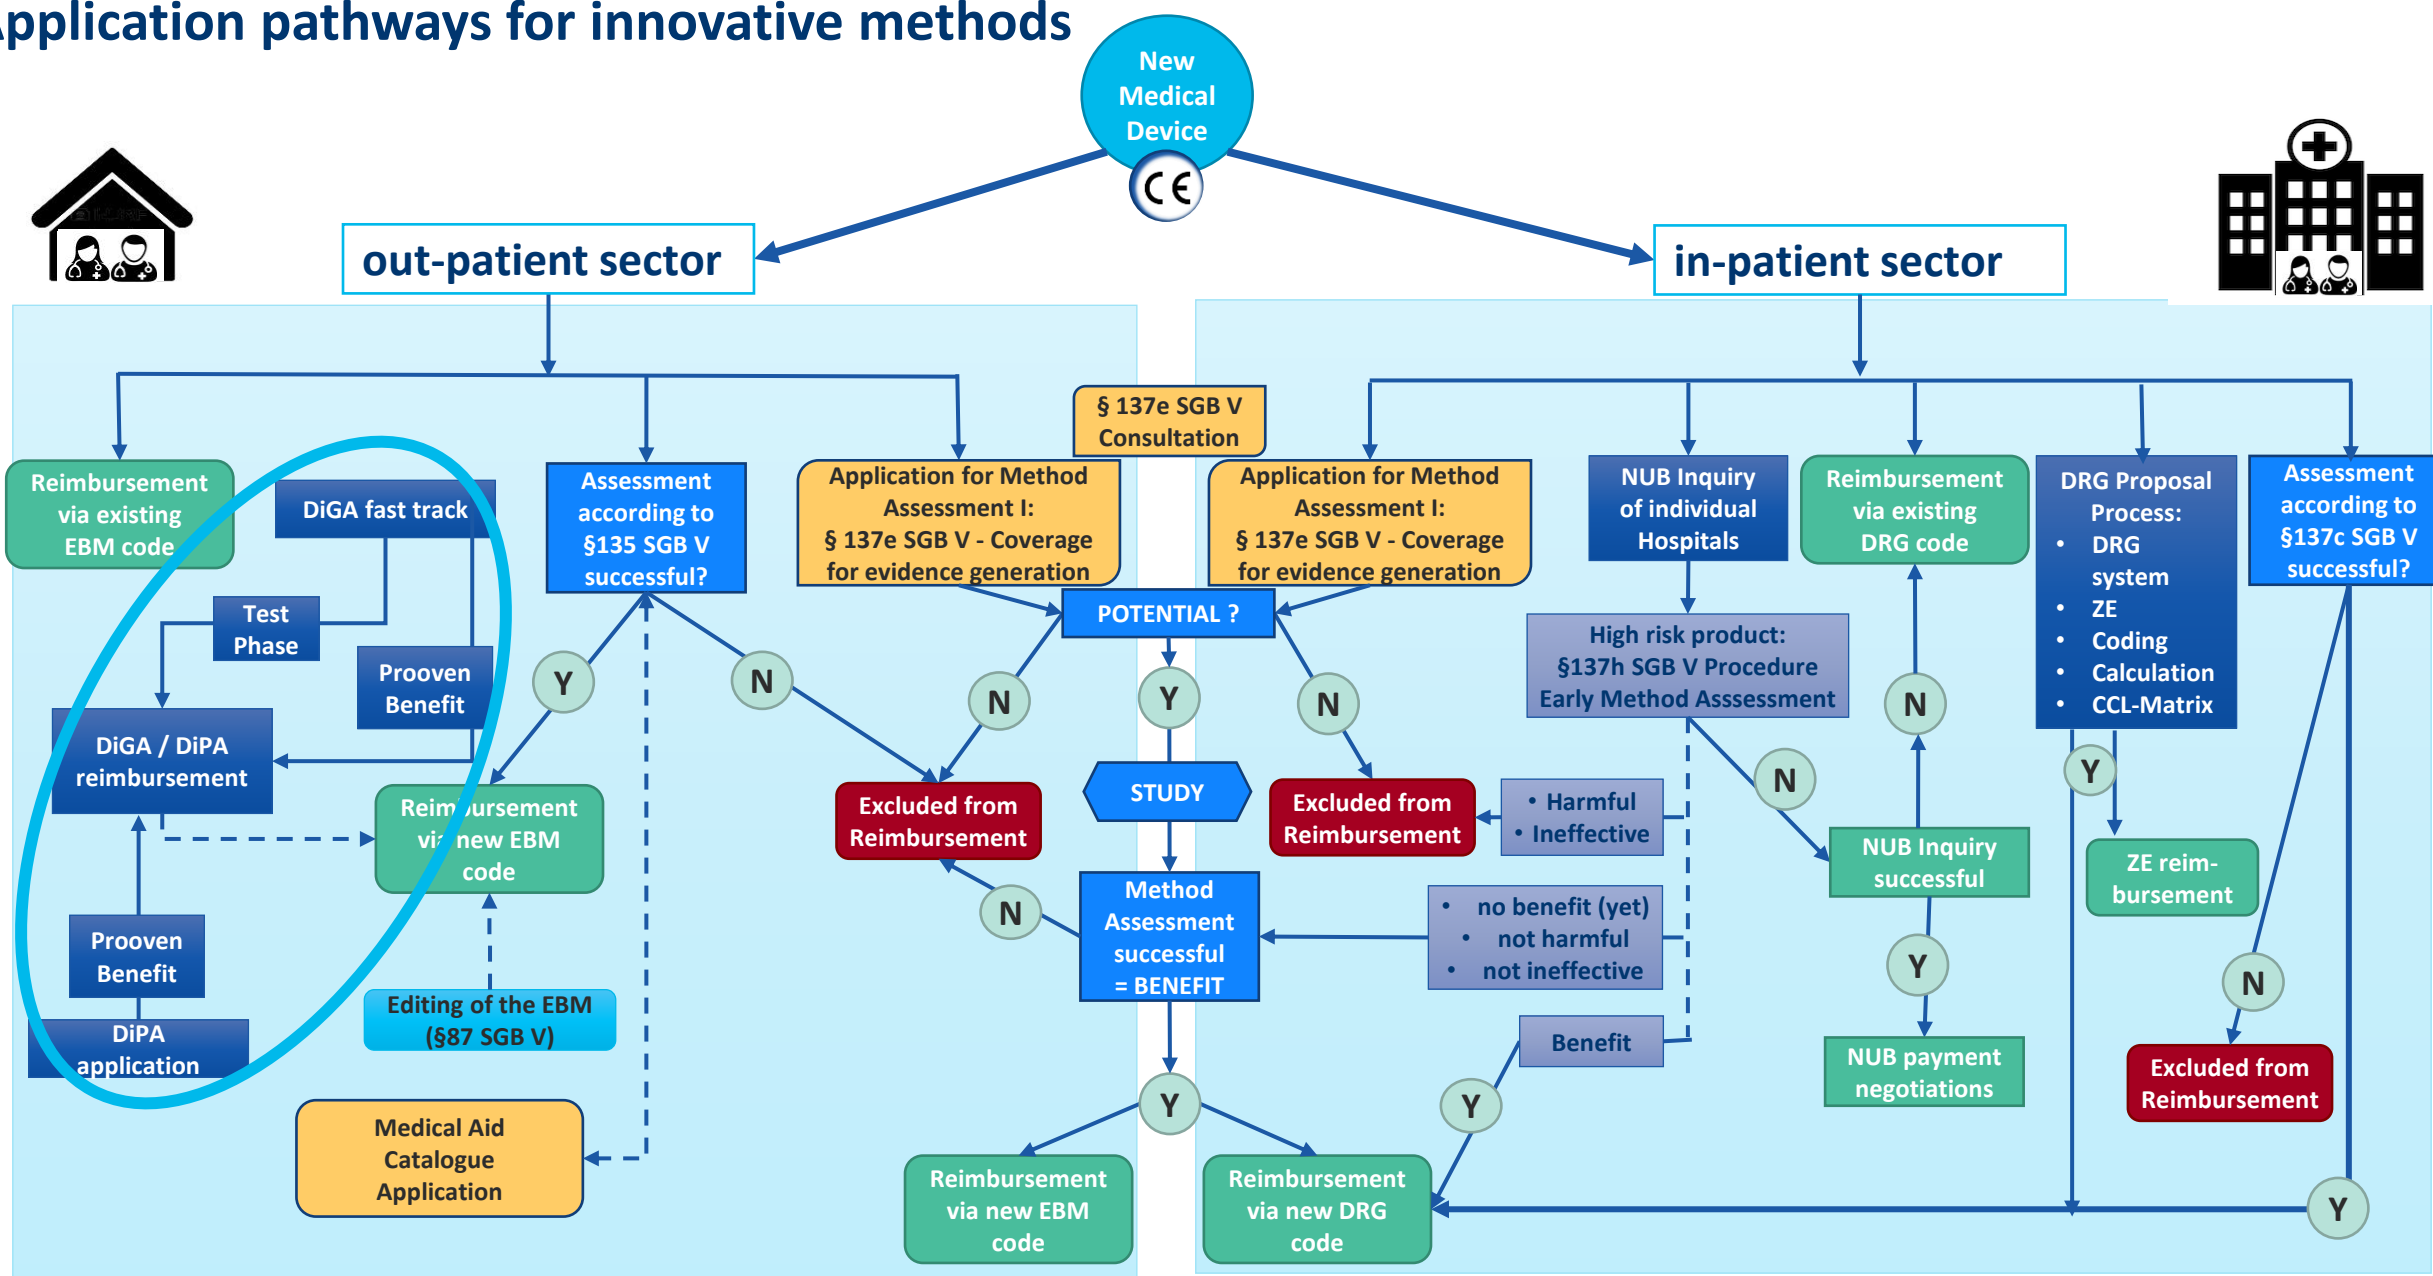 Application pathways for innovative methods
New
Medical
Device
CE
out-patient sector
in-patient sector
§ 137e SGB V
Consultation
Reimbursement
via existing
EBM code
DiGA fast track
Test
Phase
Prooven
Benefit
DiGA / DiPA
reimbursement
Prooven
Benefit
DiPA
application
Assessment
according to
§135 SGB V
successful?
Y
N
Reimbursement
via new EBM
code
Editing of the EBM
(§87 SGB V)
Medical Aid
Catalogue
Application
Application for Method
Assessment I:
§ 137e SGB V - Coverage
for evidence generation
Application for Method
Assessment I:
§ 137e SGB V - Coverage
for evidence generation
POTENTIAL ?
N
Y
N
Excluded from
Reimbursement
STUDY
Excluded from
Reimbursement
N
Method
Assessment
successful
= BENEFIT
Y
Reimbursement
via new EBM
code
Reimbursement
via new DRG
code
NUB Inquiry
of individual
Hospitals
High risk product:
§137h SGB V Procedure
Early Method Asssessment
• Harmful
• Ineffective
• no benefit (yet)
• not harmful
• not ineffective
Benefit
Y
N
Reimbursement
via existing
DRG code
N
NUB Inquiry
successful
Y
NUB payment
negotiations
DRG Proposal
Process:
• DRG
system
• ZE
• Coding
• Calculation
• CCL-Matrix
Y
ZE reim-
bursement
Assessment
according to
§137c SGB V
successful?
N
Excluded from
Reimbursement
Y